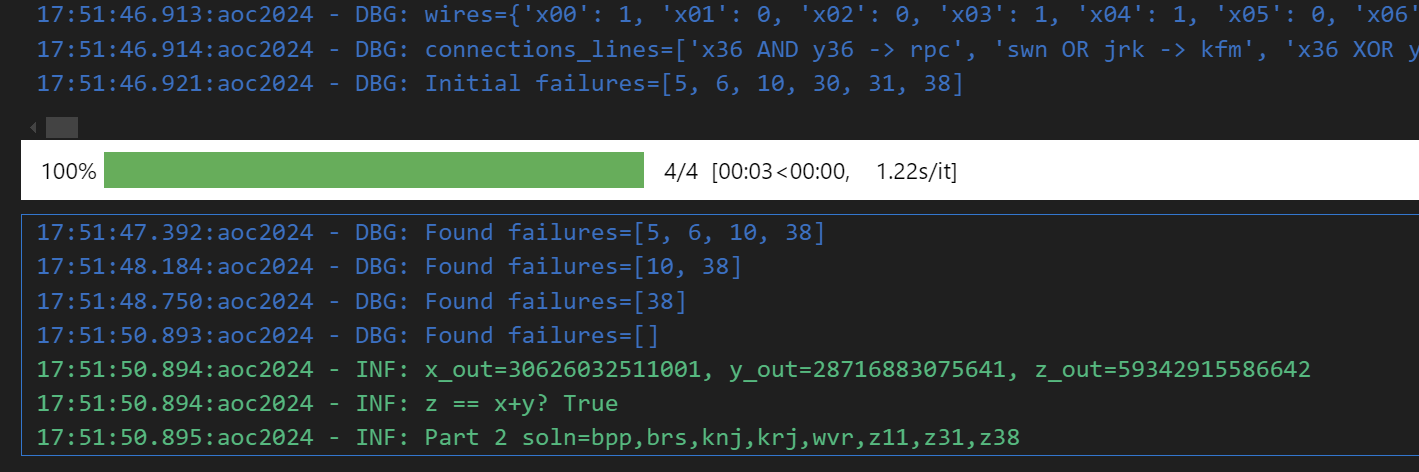 17:51:46.913:aoc2024 - DBG: wires={'x00': 1, 'x01': 0, 'x02': 0, 'x03': 1, 'x04': 1, 'x05': 0, 'x06'
17:51:46.914:aoc2024 - DBG: connections_lines=['x36 AND y36 -> rpc', 'swn OR jrk -> kfm', 'x36 XOR y
17:51:46.921:aoc2024 - DBG: Initial failures=[5, 6, 10, 30, 31, 38]
100% 4/4 [00:03<00:00, 1.22s/it]
17:51:47.392:aoc2024 - DBG: Found failures=[5, 6, 10, 38]
17:51:48.184:aoc2024 - DBG: Found failures=[10, 38]
17:51:48.750:aoc2024 - DBG: Found failures=[38]
17:51:50.893:aoc2024 - DBG: Found failures=[]
17:51:50.894:aoc2024 - INF: x_out=30626032511001, y_out=28716883075641, z_out=59342915586642
17:51:50.894:aoc2024 - INF: z == x+y? True
17:51:50.895:aoc2024 - INF: Part 2 soln=bpp,brs,knj,krj,wvr,z11,z31,z38